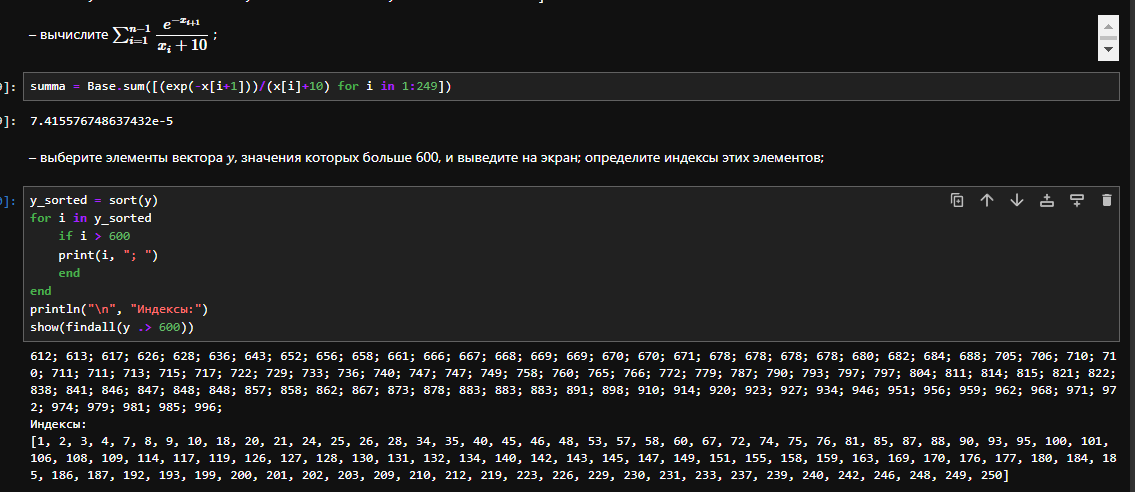 – вычислите ∑_{i=1}^{n-1} e^{-x_{i+1}} / (x_i + 10) ;
]: summa = Base.sum([(exp(-x[i+1]))/(x[i]+10) for i in 1:249])
]: 7.415576748637432e-5
– выберите элементы вектора y, значения которых больше 600, и выведите на экран; определите индексы этих элементов;
]: y_sorted = sort(y)
for i in y_sorted
    if i > 600
    print(i, "; ")
    end
end
println("\n", "Индексы:")
show(findall(y .> 600))
612; 613; 617; 626; 628; 636; 643; 652; 656; 658; 661; 666; 667; 668; 669; 669; 670; 670; 671; 678; 678; 678; 678; 680; 682; 684; 688; 705; 706; 710; 71
0; 711; 711; 713; 715; 717; 722; 729; 733; 736; 740; 747; 747; 749; 758; 760; 765; 766; 772; 779; 787; 790; 793; 797; 797; 804; 811; 814; 815; 821; 822;
838; 841; 846; 847; 848; 848; 857; 858; 862; 867; 873; 878; 883; 883; 883; 891; 898; 910; 914; 920; 923; 927; 934; 946; 951; 956; 959; 962; 968; 971; 97
2; 974; 979; 981; 985; 996;
Индексы:
[1, 2, 3, 4, 7, 8, 9, 10, 18, 20, 21, 24, 25, 26, 28, 34, 35, 40, 45, 46, 48, 53, 57, 58, 60, 67, 72, 74, 75, 76, 81, 85, 87, 88, 90, 93, 95, 100, 101,
106, 108, 109, 114, 117, 119, 126, 127, 128, 130, 131, 132, 134, 140, 142, 143, 145, 147, 149, 151, 155, 158, 159, 163, 169, 170, 176, 177, 180, 184, 18
5, 186, 187, 192, 193, 199, 200, 201, 202, 203, 209, 210, 212, 219, 223, 226, 229, 230, 231, 233, 237, 239, 240, 242, 246, 248, 249, 250]